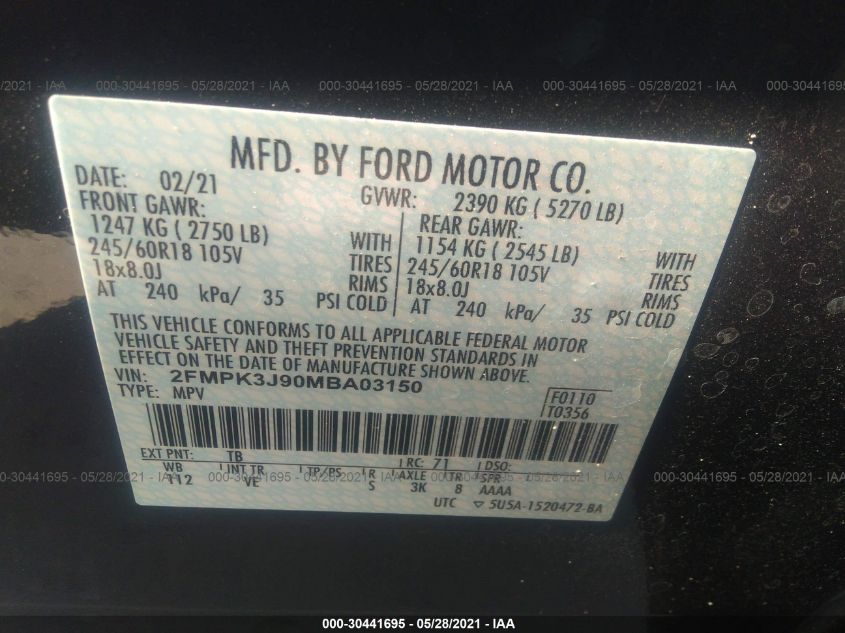 000-30441695 - 05/28/2021 - IAA
MFD. BY FORD MOTOR CO.
DATE: 02/21 GVWR: 2390 KG ( 5270 LB)
FRONT GAWR: REAR GAWR:
1247 KG ( 2750 LB) WITH 1154 KG ( 2545 LB) WITH
245/60R18 105V TIRES 245/60R18 105V TIRES
18x8.0J RIMS 18x8.0J RIMS
AT 240 kPa/ 35 PSI COLD AT 240 kPa/ 35 PSI COLD
THIS VEHICLE CONFORMS TO ALL APPLICABLE FEDERAL MOTOR
VEHICLE SAFETY AND THEFT PREVENTION STANDARDS IN
EFFECT ON THE DATE OF MANUFACTURE SHOWN ABOVE.
VIN: 2FMPK3J90MBA03150
TYPE: MPV
F0110
T0356
EXT PNT: TB RC: 71 DSO:
WB INT TR TP/PS R AXLE TR SPR
112 VE S 3K 8 AAAA
UTC ▽ 5U5A-1520472-BA
000-30441695 - 05/28/2021 - IAA
000-30441695 - 05/28/2021 - IAA